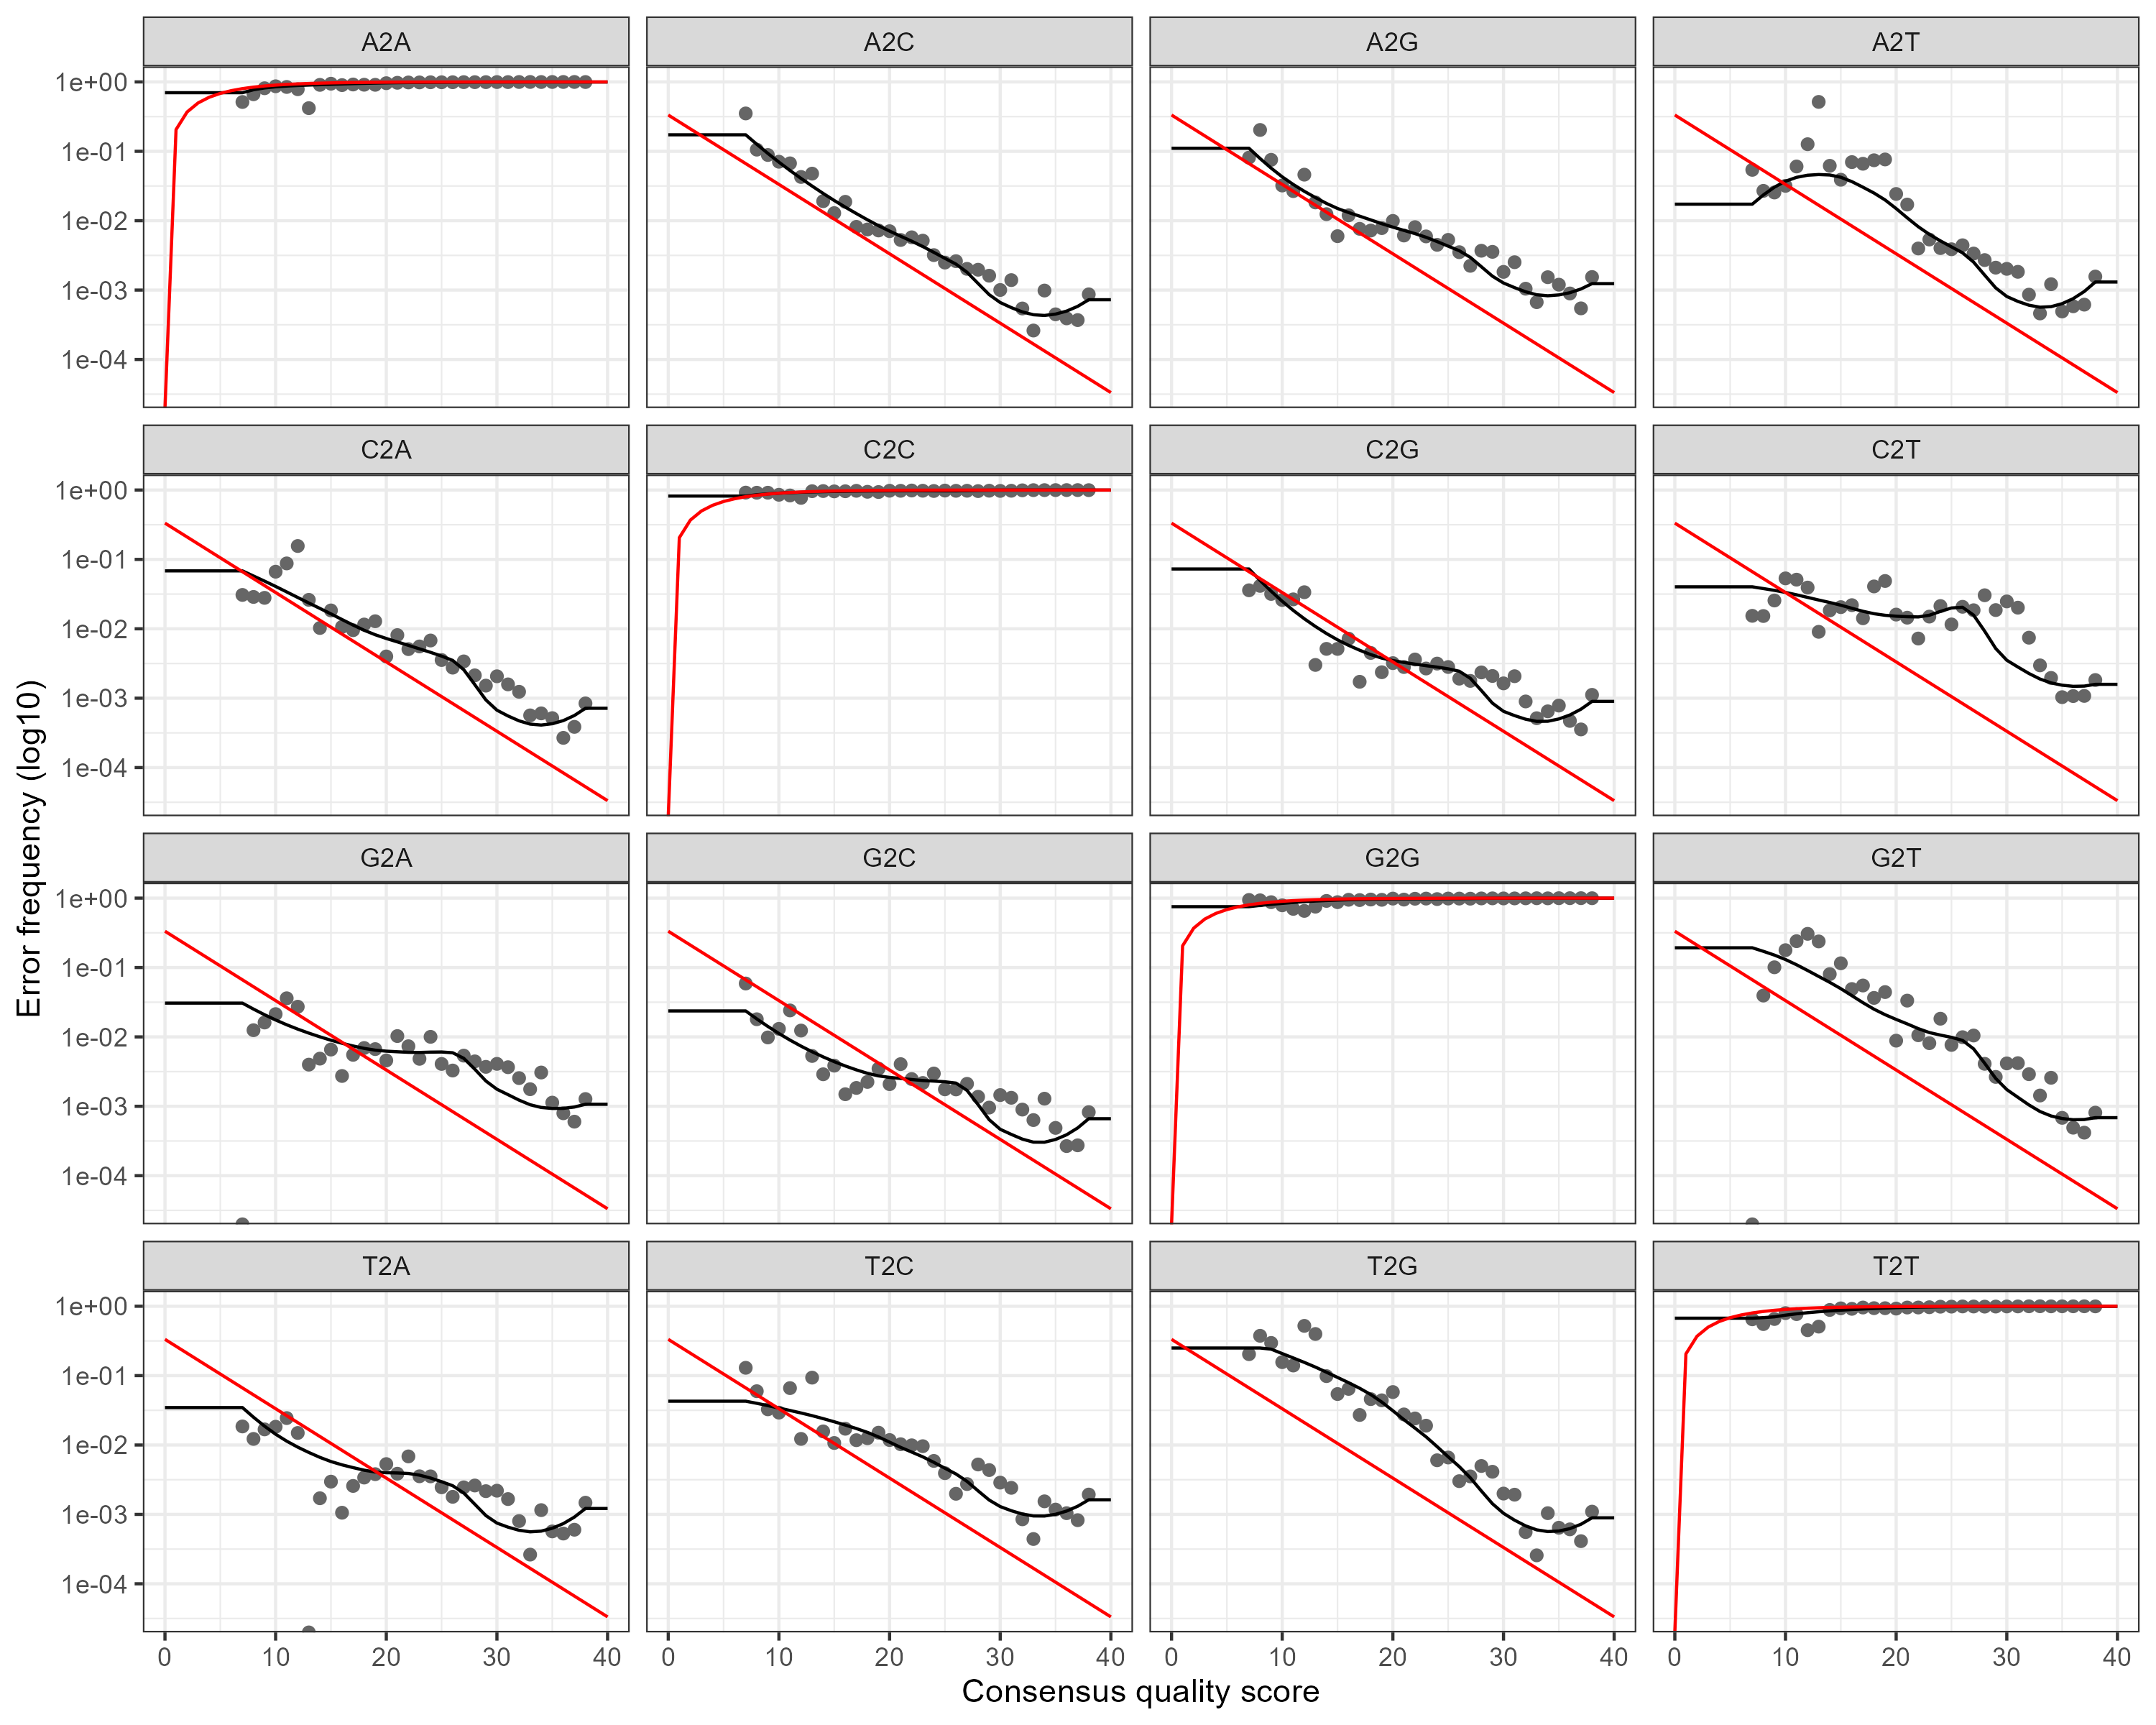 A2A A2C A2G A2T
1e+00
1e-01
1e-02
1e-03
1e-04
C2A C2C C2G C2T
1e+00
1e-01
1e-02
1e-03
1e-04
Error frequency (log10)
G2A G2C G2G G2T
1e+00
1e-01
1e-02
1e-03
1e-04
T2A T2C T2G T2T
1e+00
1e-01
1e-02
1e-03
1e-04
0 10 20 30 40 0 10 20 30 40 0 10 20 30 40 0 10 20 30 40
Consensus quality score